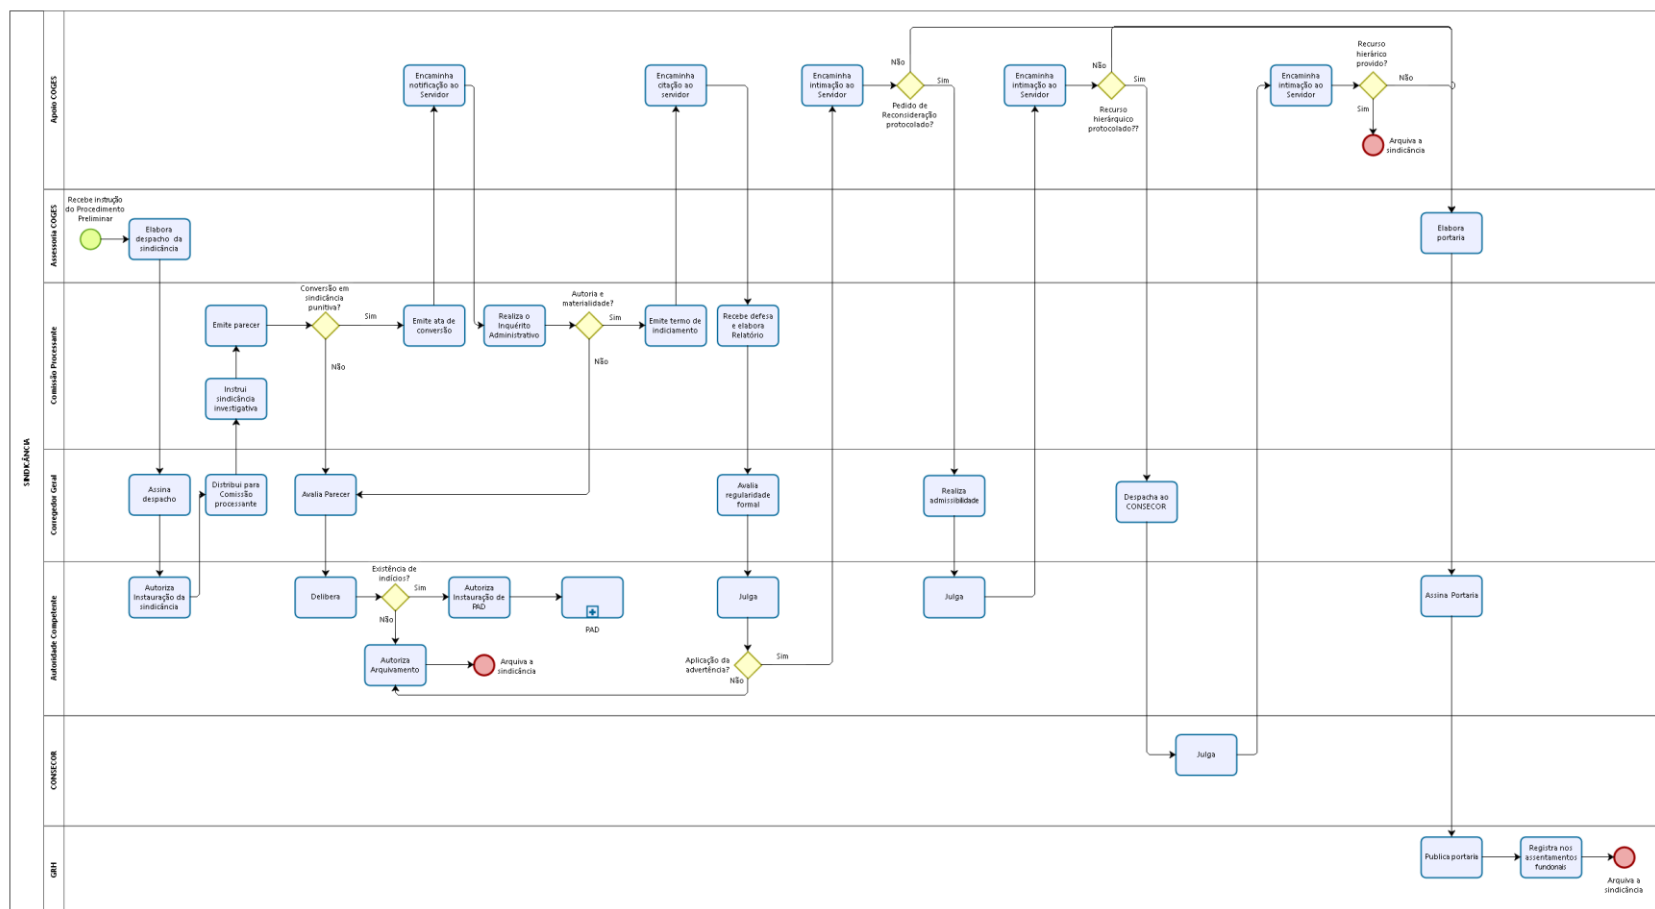 SINDICÂNCIA
Apoio COGES
Encaminha
notificação ao
Servidor
Encaminha
citação ao
servidor
Encaminha
intimação ao
Servidor
Não
Sim
Pedido de
Reconsideração
protocolado?
Encaminha
intimação ao
Servidor
Não
Sim
Recurso
hierárquico
protocolado??
Encaminha
intimação ao
Servidor
Recurso
hierárico
provido?
Não
Sim
Arquiva a
sindicância
Assessoria COGES
Recebe instrução
do Procedimento
Preliminar
Elabora
despacho da
sindicância
Elabora
portaria
Comissão Processante
Emite parecer
Instrui
sindicância
investigativa
Conversão em
sindicância
punitiva?
Sim
Não
Emite ata de
conversão
Realiza o
Inquérito
Administrativo
Autoria e
materialidade?
Sim
Não
Emite termo de
indiciamento
Recebe defesa
e elabora
Relatório
Corregedor Geral
Assina
despacho
Distribui para
Comissão
processante
Avalia Parecer
Avalia
regularidade
formal
Realiza
admissibilidade
Despacha ao
CONSECOR
Autoridade Competente
Autoriza
Instauração da
sindicância
Delibera
Existência de
indícios?
Sim
Não
Autoriza
Instauração de
PAD
PAD
Autoriza
Arquivamento
Arquiva a
sindicância
Julga
Aplicação da
advertência?
Sim
Não
Julga
Assina Portaria
CONSECOR
Julga
GRH
Publica portaria
Registra nos
assentamentos
funcionais
Arquiva a
sindicância